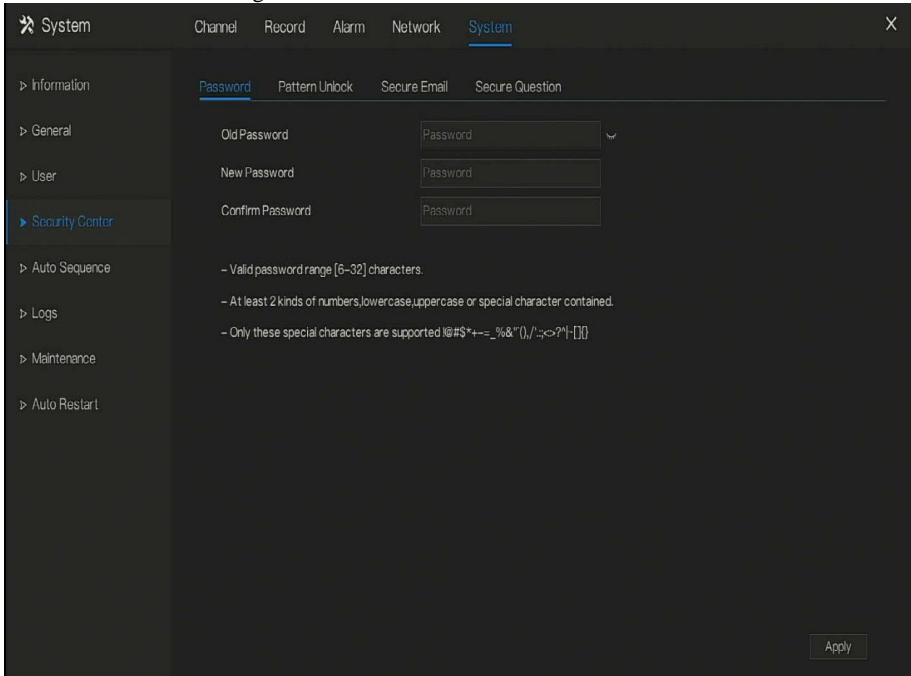 System
Channel Record Alarm Network System X
Information
General
User
Security Center
Auto Sequence
Logs
Maintenance
Auto Restart
Password Pattern Unlock Secure Email Secure Question
Old Password Password
New Password Password
Confirm Password Password
– Valid password range [6–32] characters.
– At least 2 kinds of numbers,lowercase,uppercase or special character contained.
– Only these special characters are supported
Apply